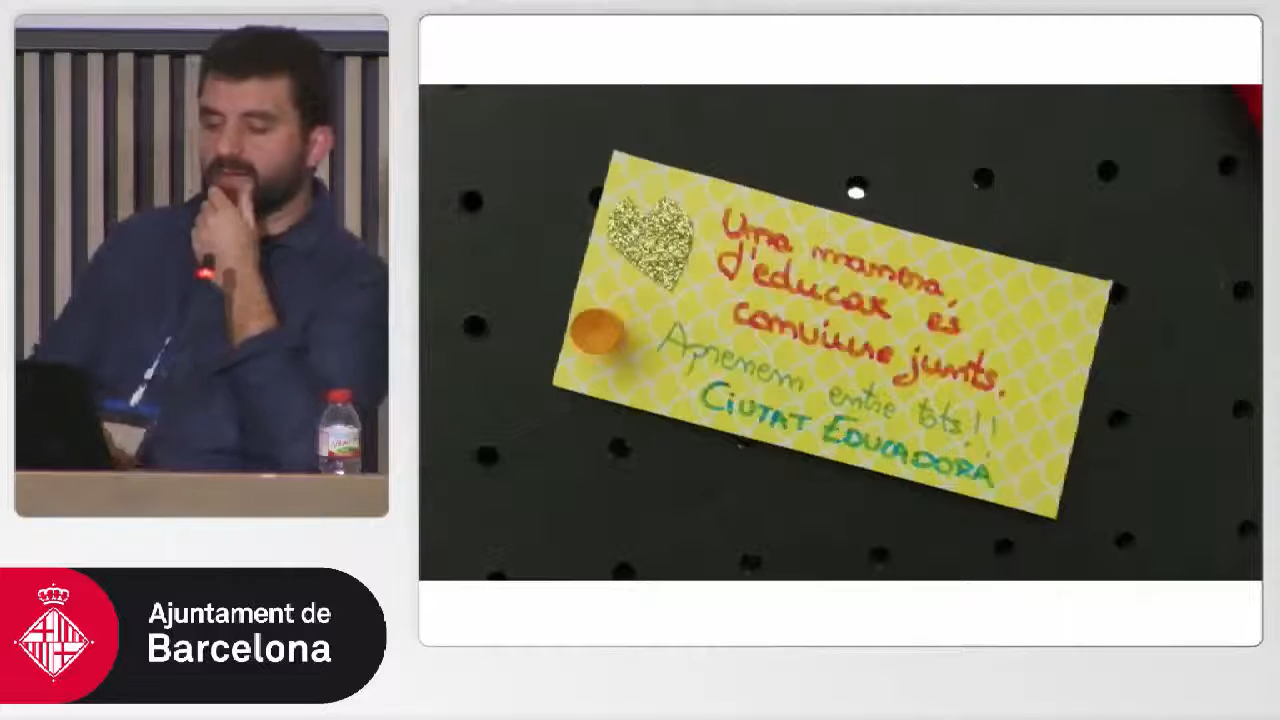 Una manera,
d'educar és
conviure junts.
Aprenem entre tots!!
CIUTAT EDUCADORA
Ajuntament de
Barcelona